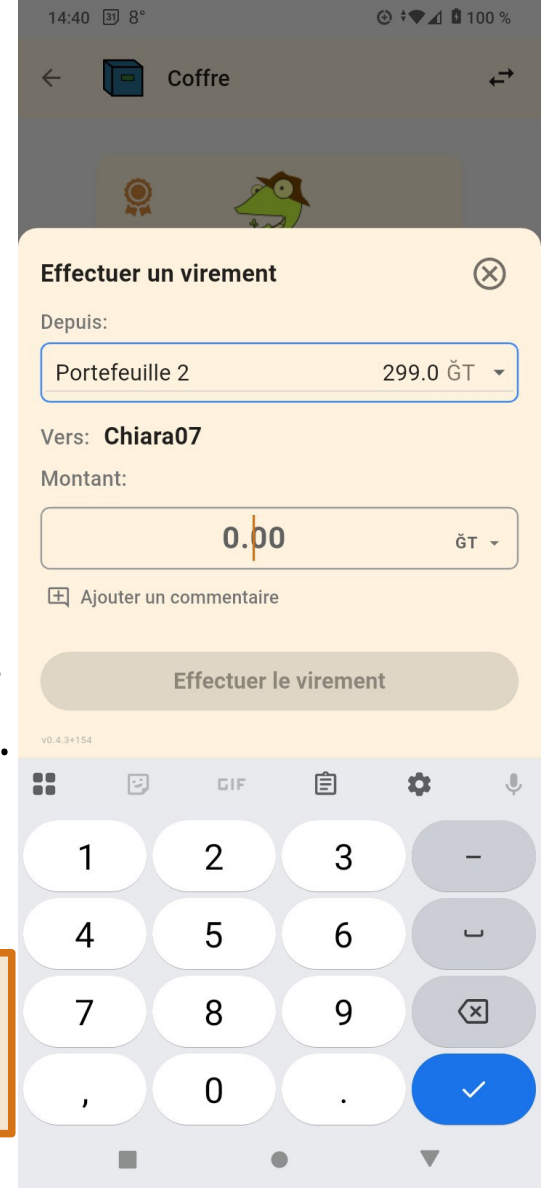 14:40 31 8° 100 %
Coffre
Effectuer un virement
Depuis:
Portefeuille 2 299.0 ĞT
Vers: Chiara07
Montant:
0.00 ĞT
Ajouter un commentaire
Effectuer le virement
v0.4.3+154
GIF
1 2 3 –
4 5 6
7 8 9
, 0 .